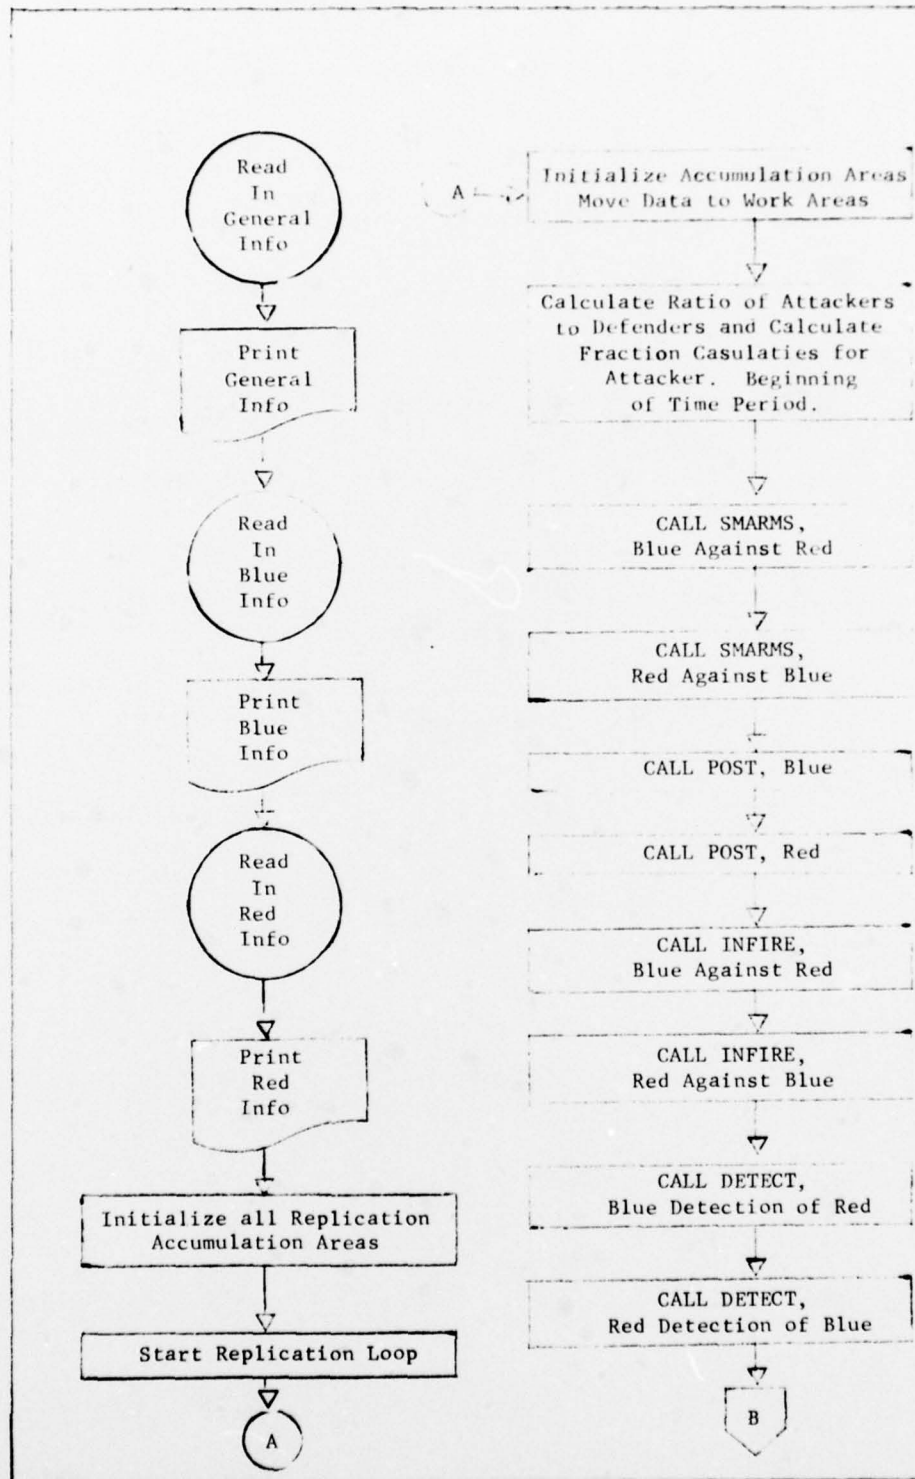 Read
In
General
Info
Print
General
Info
Read
In
Blue
Info
Print
Blue
Info
Read
In
Red
Info
Print
Red
Info
Initialize all Replication
Accumulation Areas
Start Replication Loop
A
A
Initialize Accumulation Areas
Move Data to Work Areas
Calculate Ratio of Attackers
to Defenders and Calculate
Fraction Casulaties for
Attacker. Beginning
of Time Period.
CALL SMARMS,
Blue Against Red
CALL SMARMS,
Red Against Blue
CALL POST, Blue
CALL POST, Red
CALL INFIRE,
Blue Against Red
CALL INFIRE,
Red Against Blue
CALL DETECT,
Blue Detection of Red
CALL DETECT,
Red Detection of Blue
B